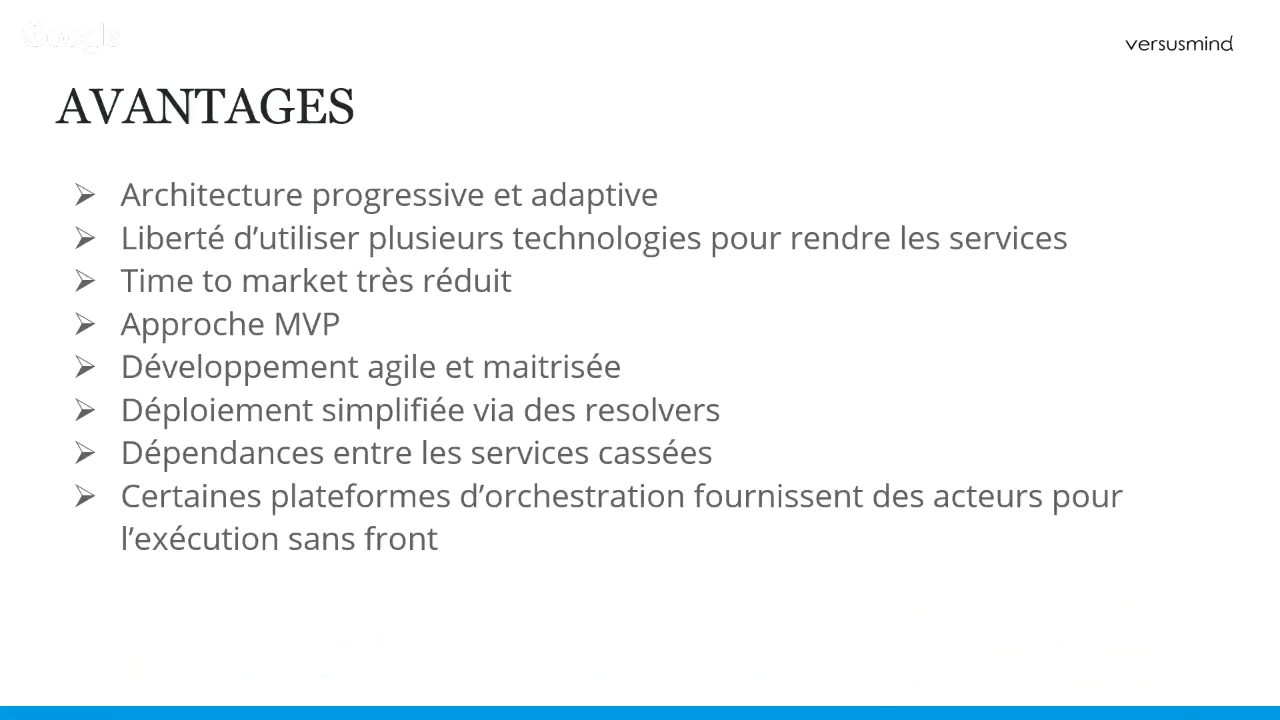 Google
versusmind
AVANTAGES
➢ Architecture progressive et adaptive
➢ Liberté d’utiliser plusieurs technologies pour rendre les services
➢ Time to market très réduit
➢ Approche MVP
➢ Développement agile et maitrisée
➢ Déploiement simplifiée via des resolvers
➢ Dépendances entre les services cassées
➢ Certaines plateformes d’orchestration fournissent des acteurs pour
l’exécution sans front